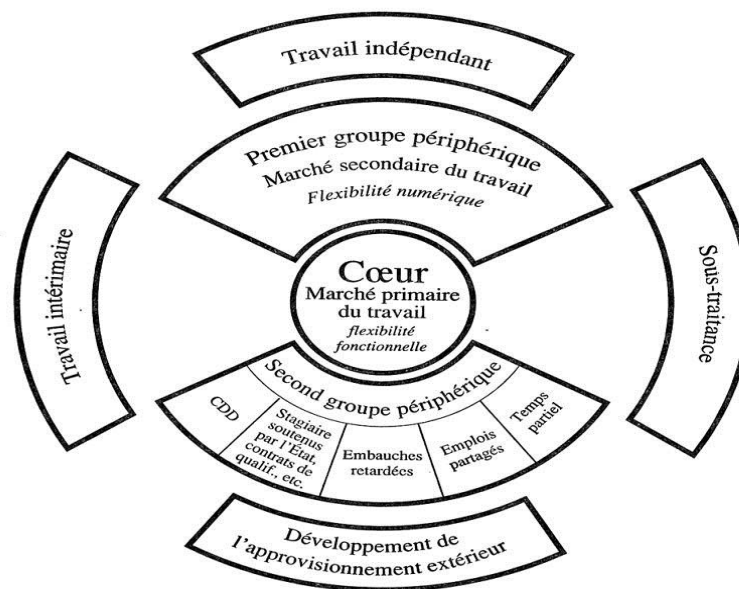 Travail indépendant
Premier groupe périphérique
Marché secondaire du travail
Flexibilité numérique
Travail intérimaire
Cœur
Marché primaire
du travail
flexibilité
fonctionnelle
Sous-traitance
Second groupe périphérique
CDD
Stagiaire
soutenus
par l'État,
contrats de
qualif., etc.
Embauches
retardées
Emplois
partagés
Temps
partiel
Développement de
l'approvisionnement extérieur